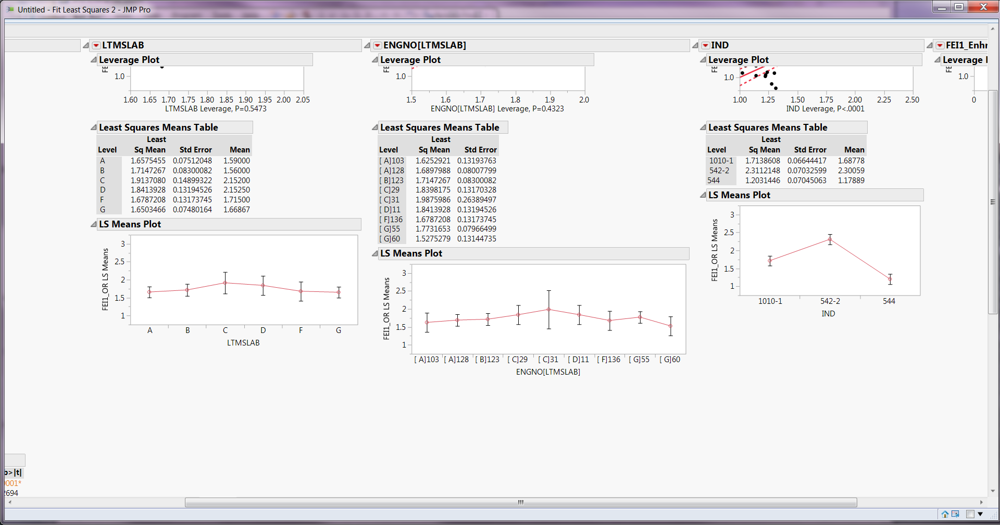 Untitled - Fit Least Squares 2 - JMP Pro
LTMSLAB
Leverage Plot
1.0
1.60 1.65 1.70 1.75 1.80 1.85 1.90 1.95 2.00 2.05
LTMSLAB Leverage, P=0.5473
Least Squares Means Table
Least
Level Sq Mean Std Error Mean
A 1.6575455 0.07512048 1.59000
B 1.7147267 0.08300082 1.56000
C 1.9137080 0.14899322 2.15200
D 1.8413928 0.13194526 2.15250
F 1.6787208 0.13173745 1.71500
G 1.6503466 0.07480164 1.66867
LS Means Plot
FEI1_OR LS Means
3
2.5
2
1.5
1
A B C D F G
LTMSLAB
ENGNO[LTMSLAB]
Leverage Plot
1.0
1.5 1.6 1.7 1.8 1.9 2.0
ENGNO[LTMSLAB] Leverage, P=0.4323
Least Squares Means Table
Least
Level Sq Mean Std Error
[ A]103 1.6252921 0.13193763
[ A]128 1.6897988 0.08007799
[ B]123 1.7147267 0.08300082
[ C]29 1.8398175 0.13170328
[ C]31 1.9875986 0.26389497
[ D]11 1.8413928 0.13194526
[ F]136 1.6787208 0.13173745
[ G]55 1.7731653 0.07966499
[ G]60 1.5275279 0.13144735
LS Means Plot
FEI1_OR LS Means
3
2.5
2
1.5
1
[ A]103 [ A]128 [ B]123 [ C]29 [ C]31 [ D]11 [ F]136 [ G]55 [ G]60
ENGNO[LTMSLAB]
IND
Leverage Plot
1.0
1.00 1.25 1.50 1.75 2.00 2.25 2.50
IND Leverage, P<.0001
Least Squares Means Table
Least
Level Sq Mean Std Error Mean
1010-1 1.7138608 0.06644417 1.68778
542-2 2.3112148 0.07032599 2.30059
544 1.2031446 0.07045063 1.17889
LS Means Plot
FEI1_OR LS Means
3
2.5
2
1.5
1
1010-1 542-2 544
IND
FEI1_Enhr
Leverage
1.0
0
>|t|
001*
2694